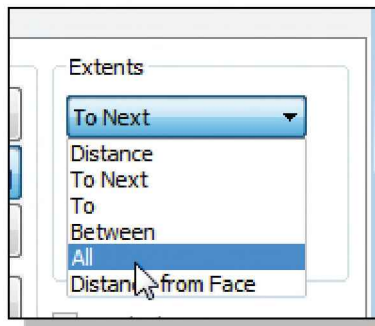 Extents
To Next
Distance
To Next
To
Between
All
Distance from Face